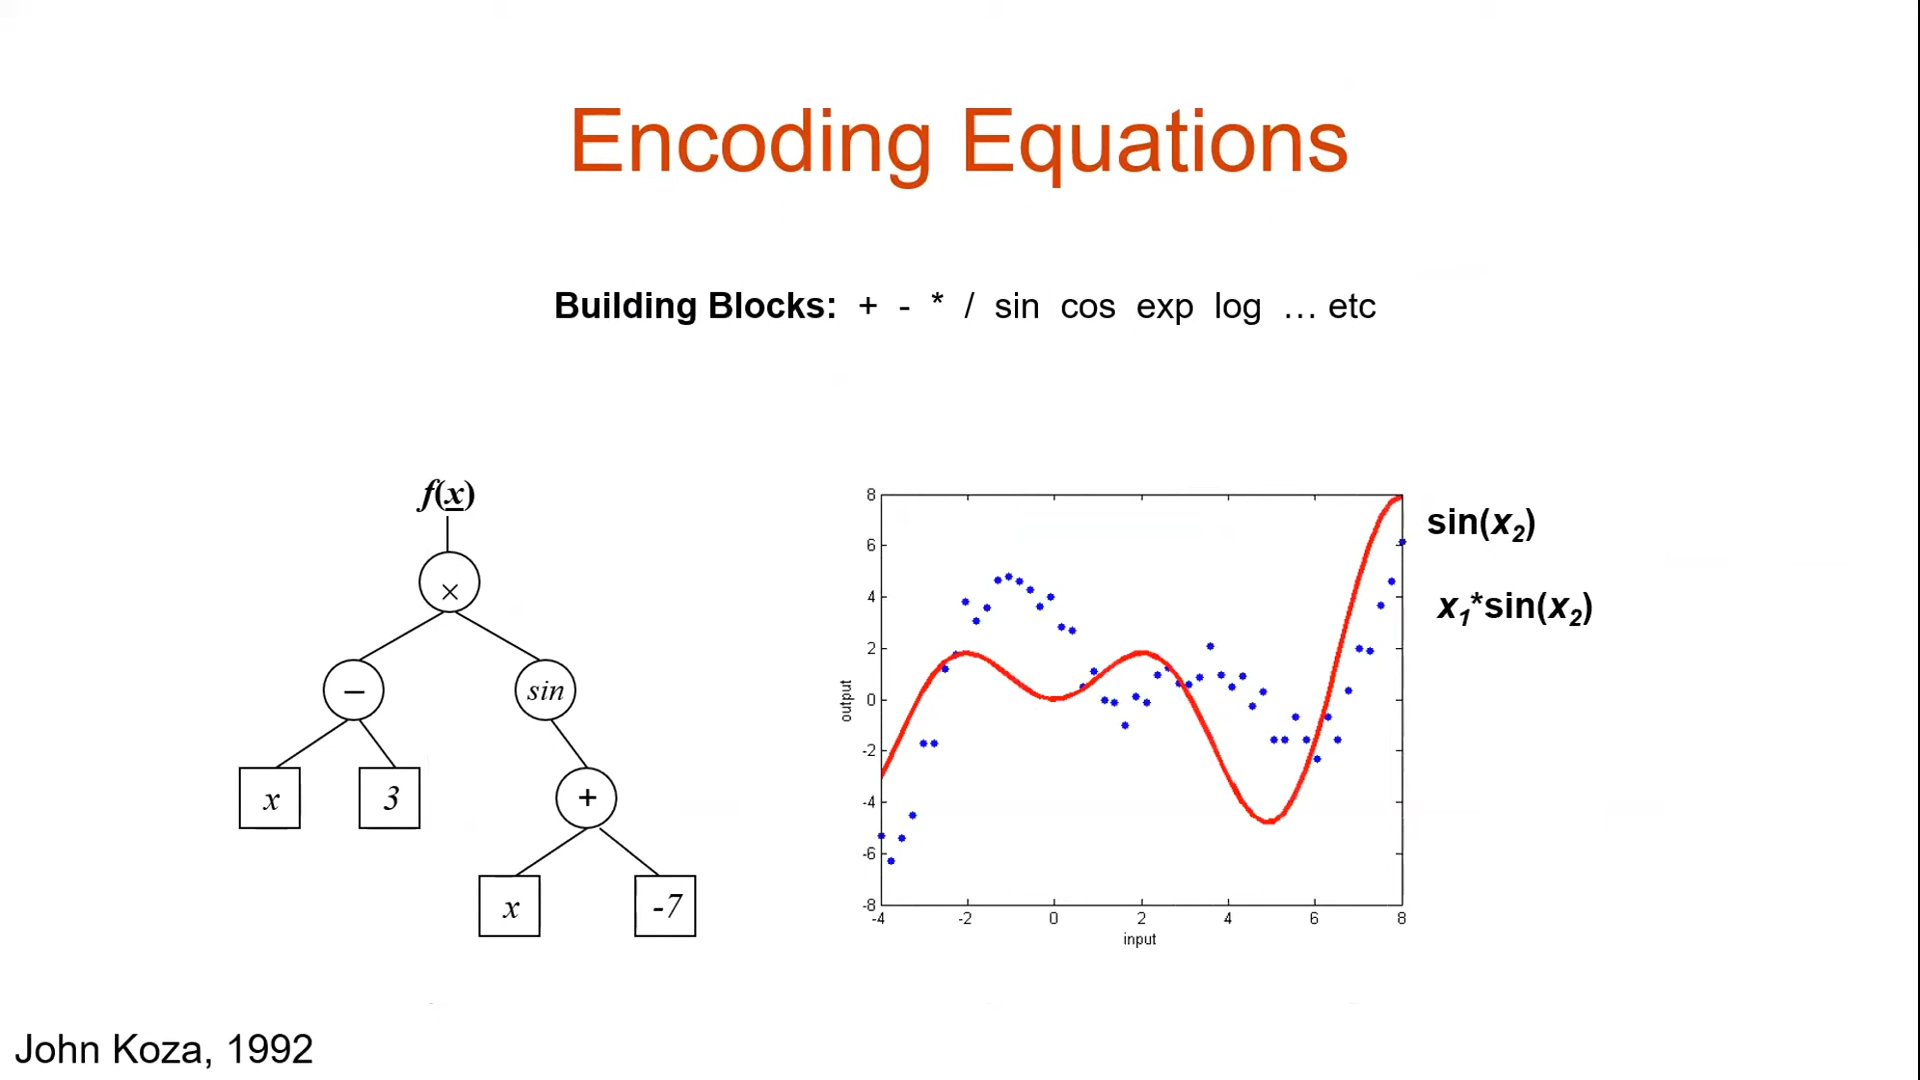 Encoding Equations
Building Blocks: + - * / sin cos exp log … etc
f(x)
×
– sin
x 3 +
x -7
8
6
4
2
0
-2
-4
-6
-8
output
-4 -2 0 2 4 6 8
input
sin(x₂)
x₁*sin(x₂)
John Koza, 1992